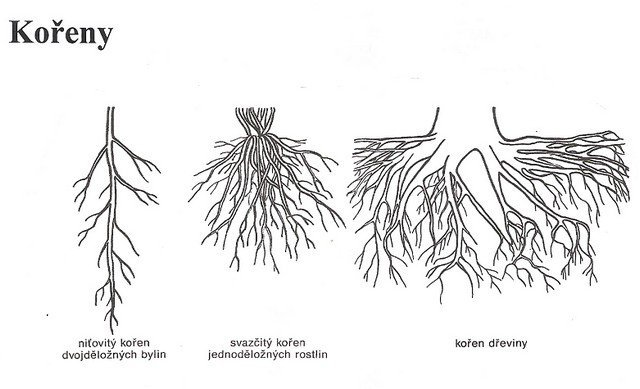 Kořeny
niťovitý kořen
dvojděložných bylin
svazčitý kořen
jednoděložných rostlin
kořen dřeviny